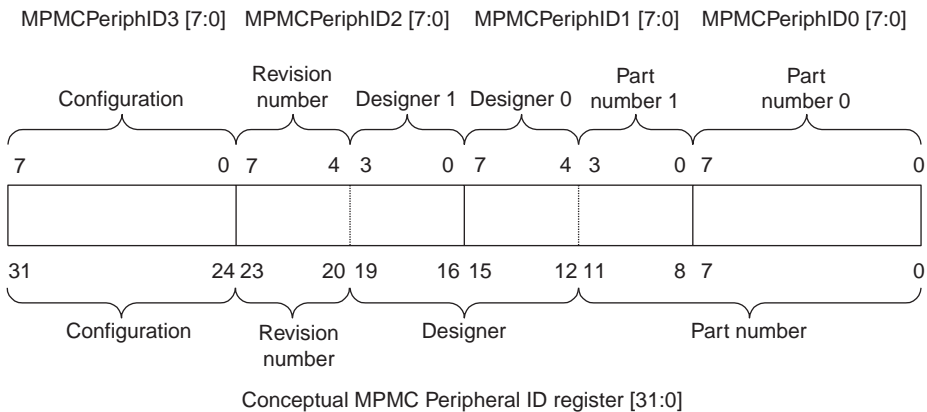 MPMCPeriphID3 [7:0] MPMCPeriphID2 [7:0] MPMCPeriphID1 [7:0] MPMCPeriphID0 [7:0]
Configuration Revision number Designer 1 Designer 0 Part number 1 Part number 0
7 0 7 4 3 0 7 4 3 0 7 0
31 24 23 20 19 16 15 12 11 8 7 0
Configuration Revision number Designer Part number
Conceptual MPMC Peripheral ID register [31:0]